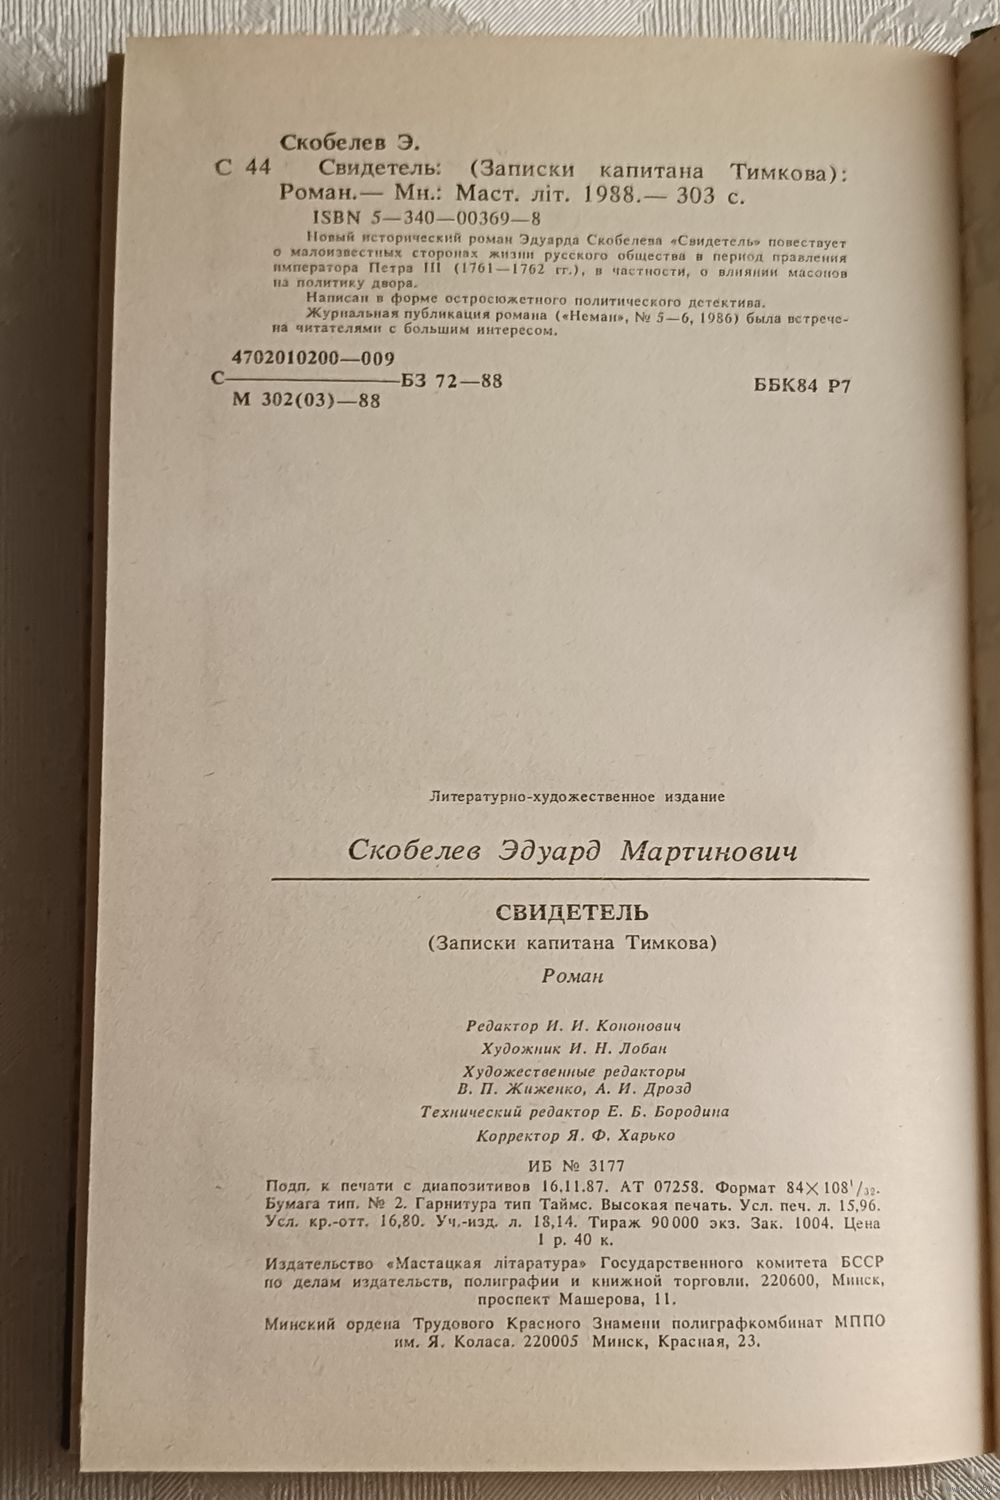 Скобелев Э.
С 44 Свидетель: (Записки капитана Тимкова):
Роман.— Мн.: Маст. літ. 1988.— 303 с.
ISBN 5—340—00369—8
Новый исторический роман Эдуарда Скобелева «Свидетель» повествует
о малоизвестных сторонах жизни русского общества в период правления
императора Петра III (1761—1762 гг.), в частности, о влиянии масонов
на политику двора.
Написан в форме остросюжетного политического детектива.
Журнальная публикация романа («Неман», № 5—6, 1986) была встрече-
на читателями с большим интересом.
4702010200—009
С————————БЗ 72—88
М 302(03)—88
ББК84 Р7
Литературно-художественное издание
Скобелев Эдуард Мартинович
СВИДЕТЕЛЬ
(Записки капитана Тимкова)
Роман
Редактор И. И. Кононович
Художник И. Н. Лобан
Художественные редакторы
В. П. Жиженко, А. И. Дрозд
Технический редактор Е. Б. Бородина
Корректор Я. Ф. Харько
ИБ № 3177
Подп. к печати с диапозитивов 16.11.87. АТ 07258. Формат 84×108¹/₃₂.
Бумага тип. № 2. Гарнитура тип Таймс. Высокая печать. Усл. печ. л. 15,96.
Усл. кр.-отт. 16,80. Уч.-изд. л. 18,14. Тираж 90 000 экз. Зак. 1004. Цена
1 р. 40 к.
Издательство «Мастацкая літаратура» Государственного комитета БССР
по делам издательств, полиграфии и книжной торговли. 220600, Минск,
проспект Машерова, 11.
Минский ордена Трудового Красного Знамени полиграфкомбинат МППО
им. Я. Коласа. 220005 Минск, Красная, 23.